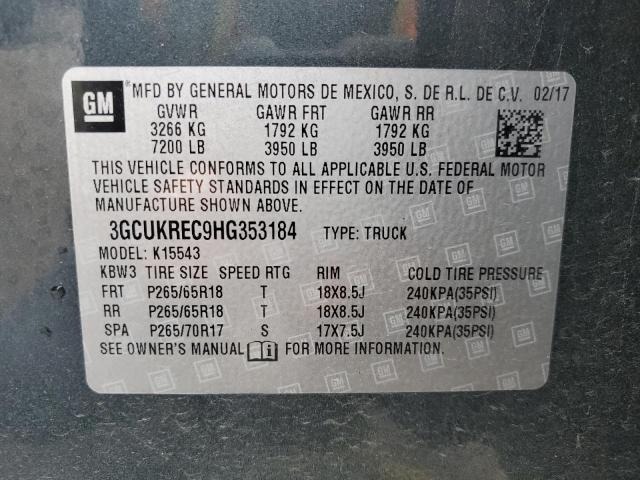 GM
*MFD BY GENERAL MOTORS DE MEXICO, S. DE R.L. DE C.V. 02/17
GVWR GAWR FRT GAWR RR
3266 KG 1792 KG 1792 KG
7200 LB 3950 LB 3950 LB
THIS VEHICLE CONFORMS TO ALL APPLICABLE U.S. FEDERAL MOTOR
VEHICLE SAFETY STANDARDS IN EFFECT ON THE DATE OF
MANUFACTURE SHOWN ABOVE.
3GCUKREC9HG353184 TYPE: TRUCK
MODEL: K15543
KBW3 TIRE SIZE SPEED RTG RIM COLD TIRE PRESSURE
FRT P265/65R18 T 18X8.5J 240KPA(35PSI)
RR P265/65R18 T 18X8.5J 240KPA(35PSI)
SPA P265/70R17 S 17X7.5J 240KPA(35PSI)
SEE OWNER'S MANUAL FOR MORE INFORMATION.